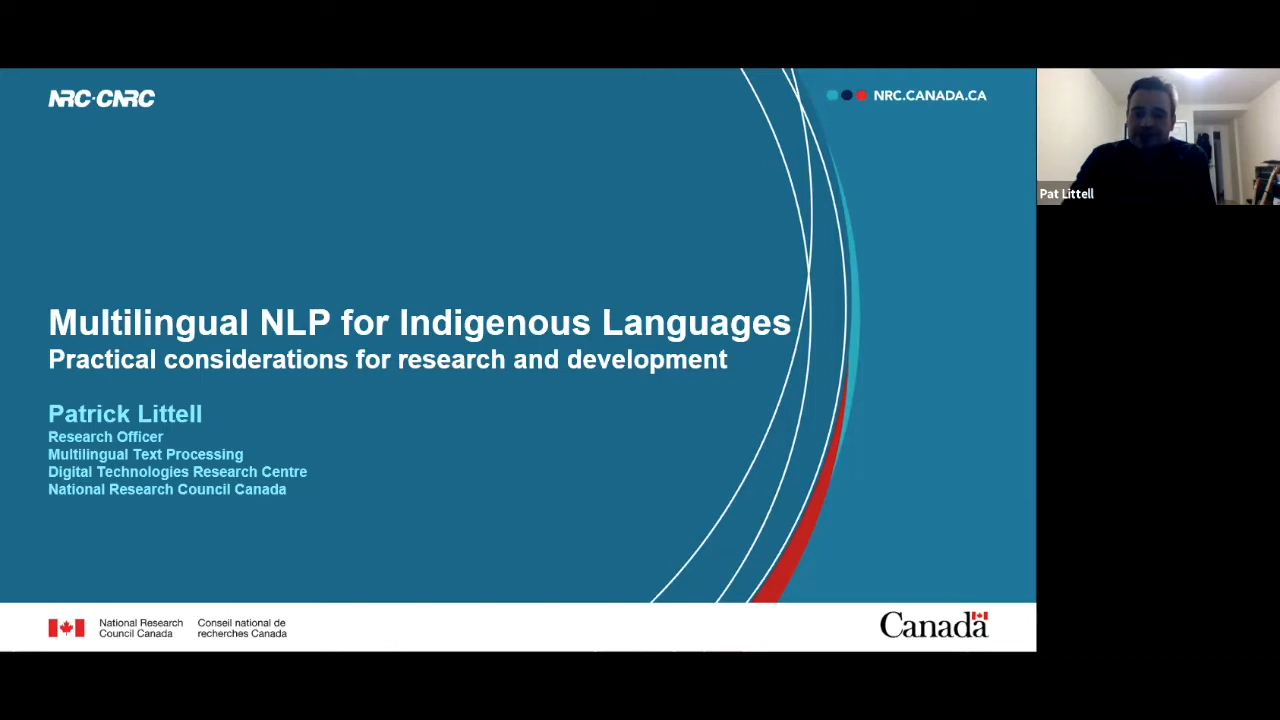 NRC·CNRC
NRC.CANADA.CA
Pat Littell
Multilingual NLP for Indigenous Languages
Practical considerations for research and development
Patrick Littell
Research Officer
Multilingual Text Processing
Digital Technologies Research Centre
National Research Council Canada
National Research
Council Canada
Conseil national de
recherches Canada
Canada